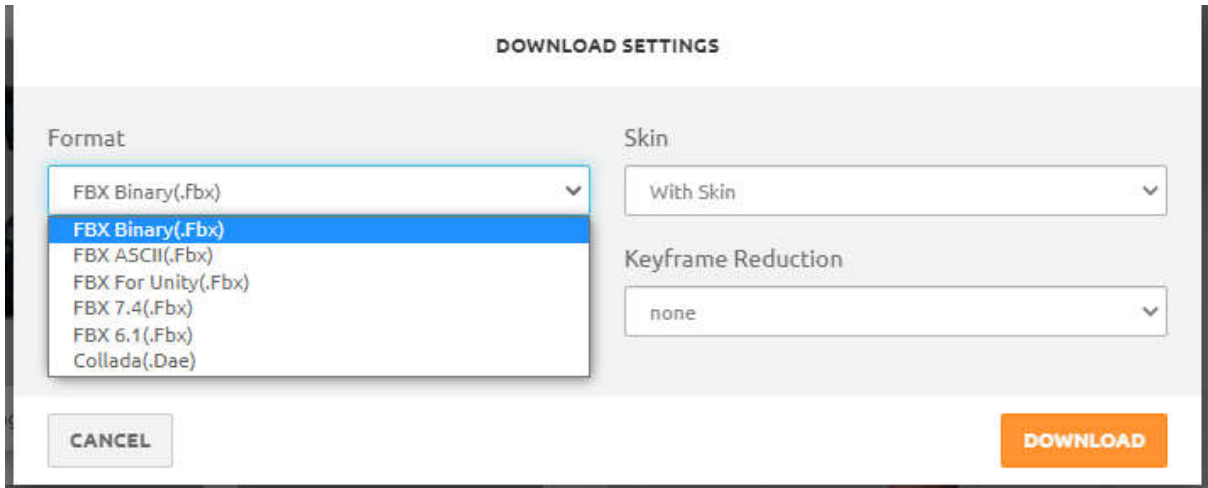 DOWNLOAD SETTINGS
Format
FBX Binary(.fbx)
FBX Binary(.Fbx)
FBX ASCII(.Fbx)
FBX For Unity(.Fbx)
FBX 7.4(.Fbx)
FBX 6.1(.Fbx)
Collada(.Dae)
Skin
With Skin
Keyframe Reduction
none
CANCEL
DOWNLOAD